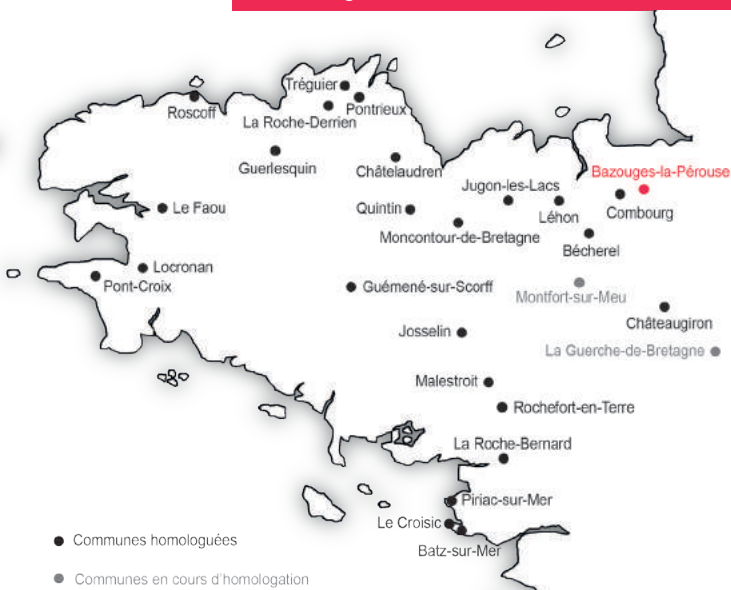 Tréguier
Roscoff
Pontrieux
La Roche-Derrien
Guerlesquin
Châtelaudren
Bazouges-la-Pérouse
Jugon-les-Lacs
Le Faou
Quintin
Léhon
Combourg
Moncontour-de-Bretagne
Bécherel
Locronan
Pont-Croix
Guémené-sur-Scorff
Montfort-sur-Meu
Châteaugiron
Josselin
La Guerche-de-Bretagne
Malestroit
Rochefort-en-Terre
La Roche-Bernard
Piriac-sur-Mer
Le Croisic
Batz-sur-Mer
Communes homologuées
Communes en cours d'homologation